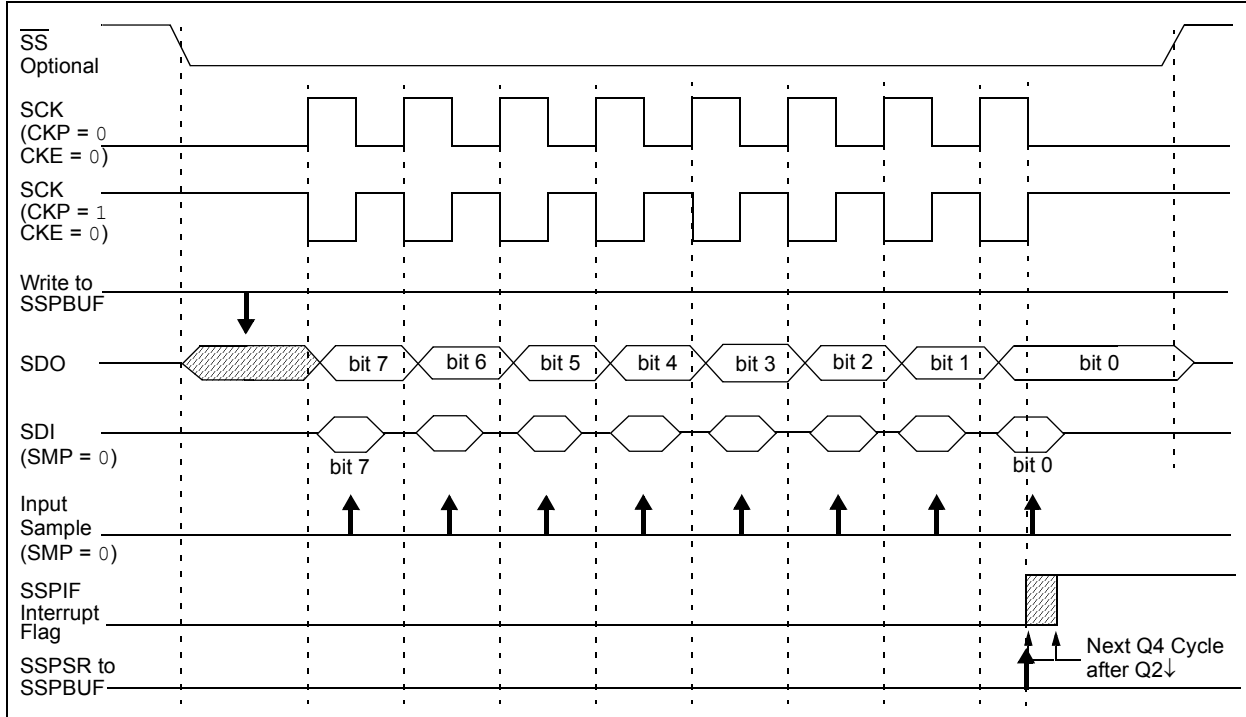 SS
Optional
SCK
(CKP = 0
CKE = 0)
SCK
(CKP = 1
CKE = 0)
Write to
SSPBUF
SDO
bit 7 bit 6 bit 5 bit 4 bit 3 bit 2 bit 1 bit 0
SDI
(SMP = 0)
bit 7 bit 0
Input
Sample
(SMP = 0)
SSPIF
Interrupt
Flag
Next Q4 Cycle
after Q2↓
SSPSR to
SSPBUF